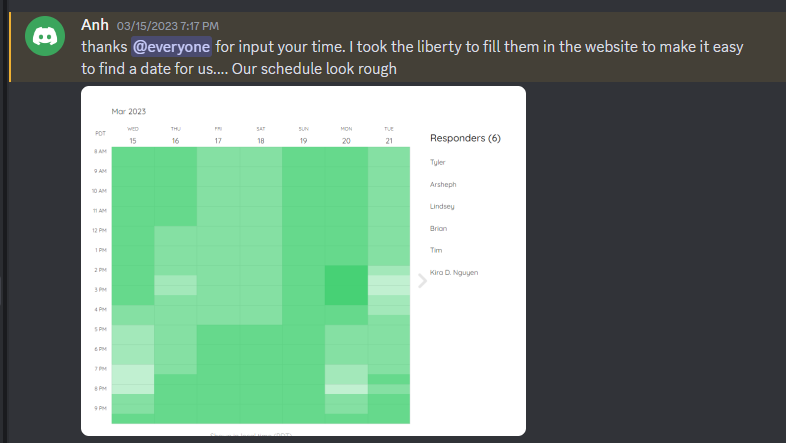 Anh 03/15/2023 7:17 PM
thanks @everyone for input your time. I took the liberty to fill them in the website to make it easy
to find a date for us.... Our schedule look rough
Mar 2023
PDT WED THU FRI SAT SUN MON TUE
15 16 17 18 19 20 21
8 AM
9 AM
10 AM
11 AM
12 PM
1 PM
2 PM
3 PM
4 PM
5 PM
6 PM
7 PM
8 PM
9 PM
Responders (6)
Tyler
Arsheph
Lindsey
Brian
Tim
Kira D. Nguyen